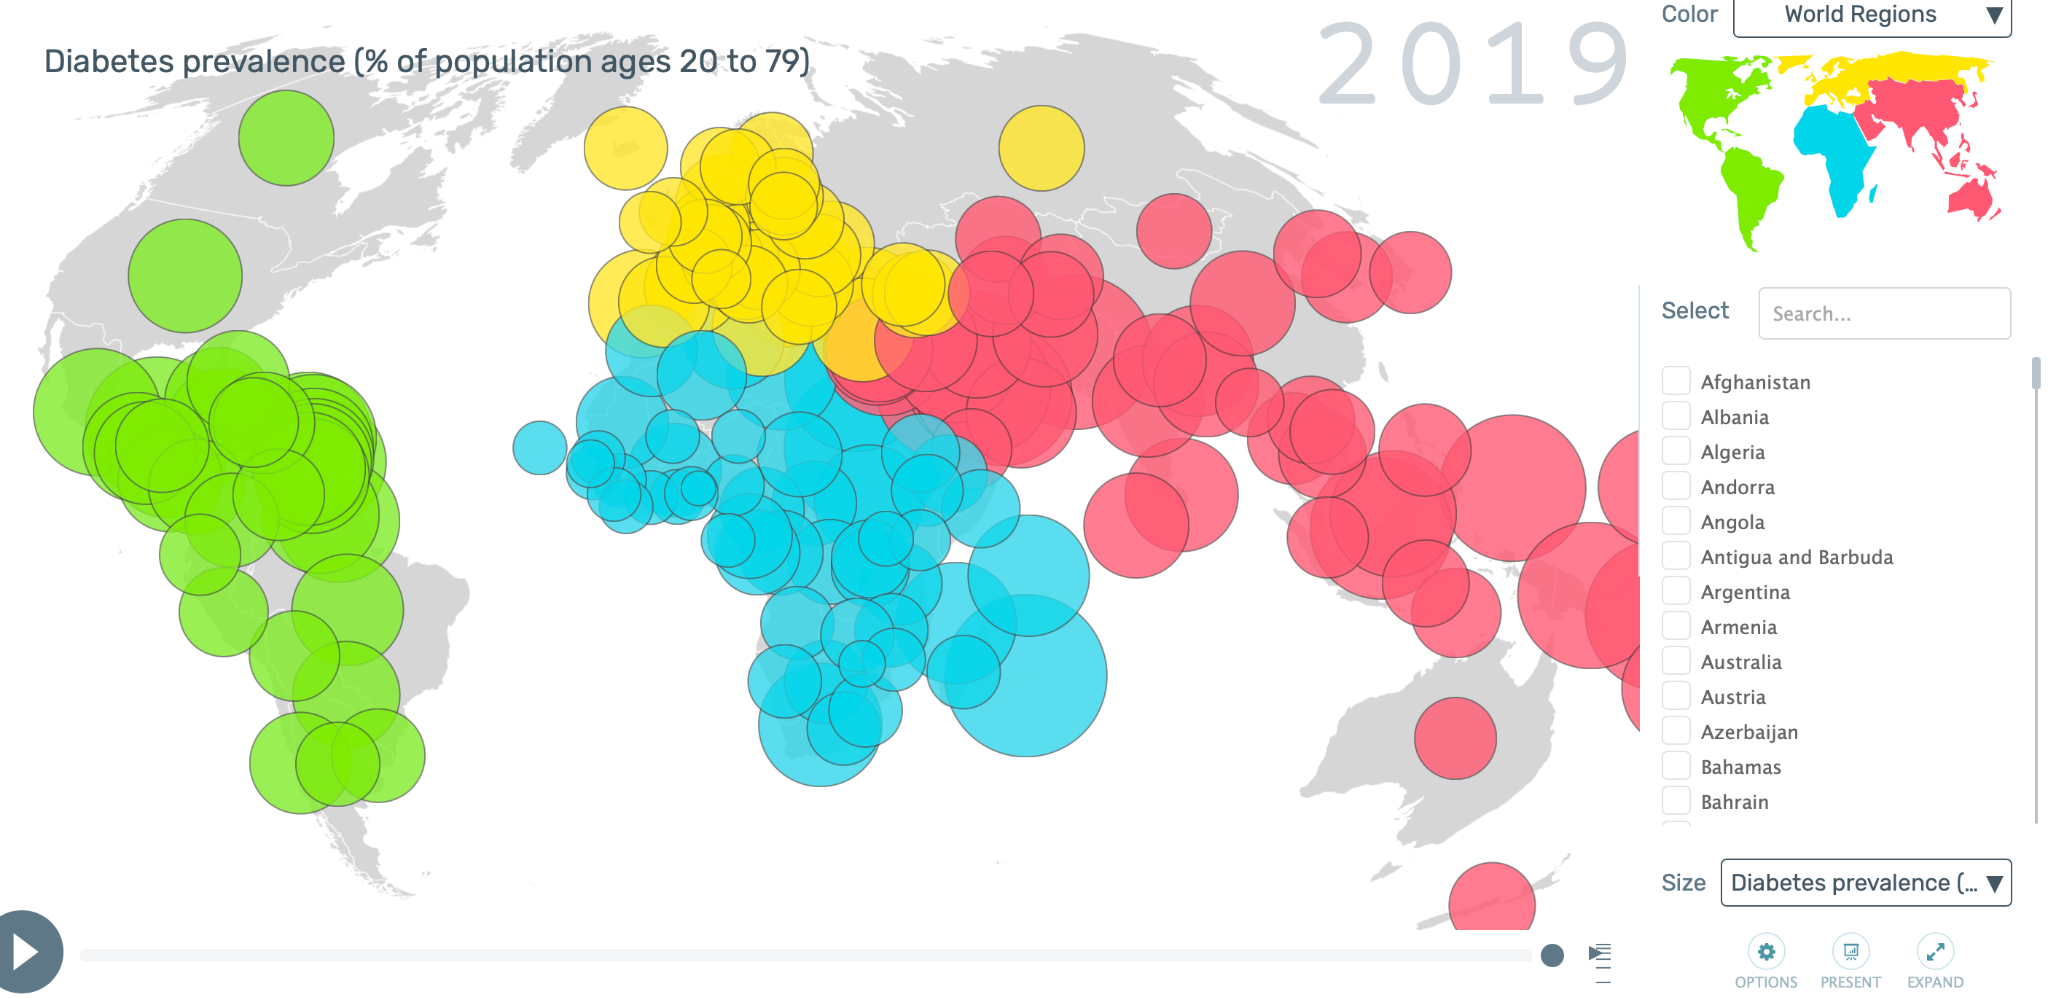 Color
World Regions
Diabetes prevalence (% of population ages 20 to 79)
2019
Select
Search...
Afghanistan
Albania
Algeria
Andorra
Angola
Antigua and Barbuda
Argentina
Armenia
Australia
Austria
Azerbaijan
Bahamas
Bahrain
Size
Diabetes prevalence (...
OPTIONS
PRESENT
EXPAND